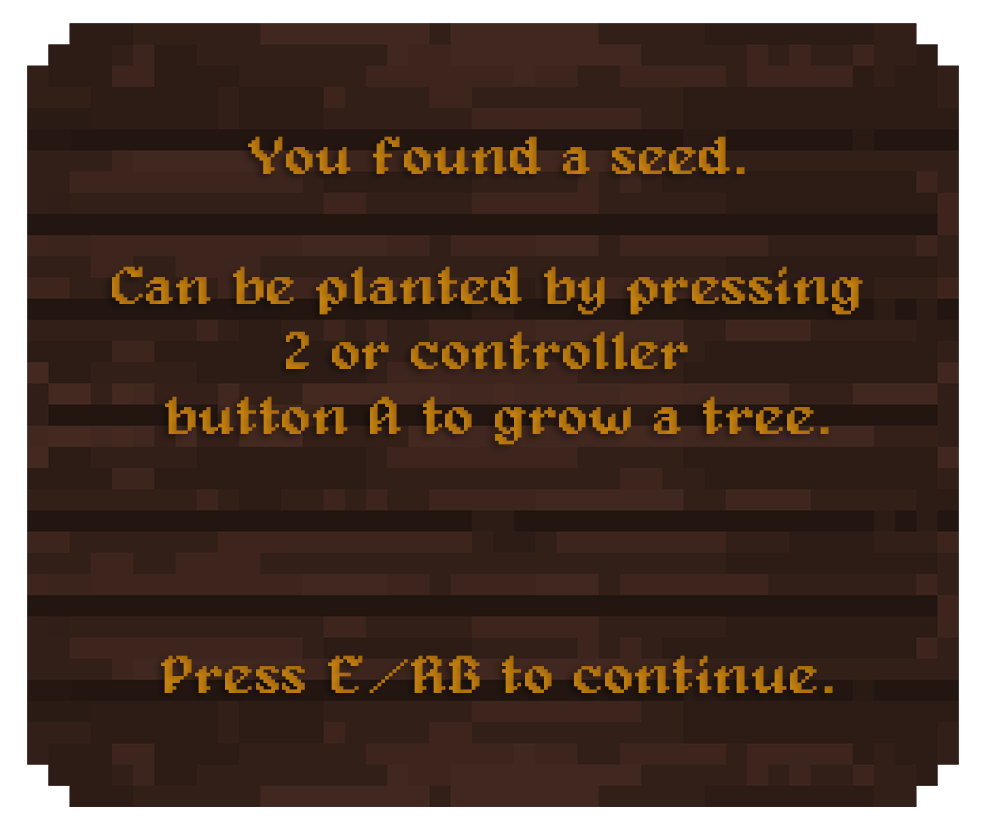 You found a seed.
Can be planted by pressing
2 or controller
button A to grow a tree.
Press E/RB to continue.